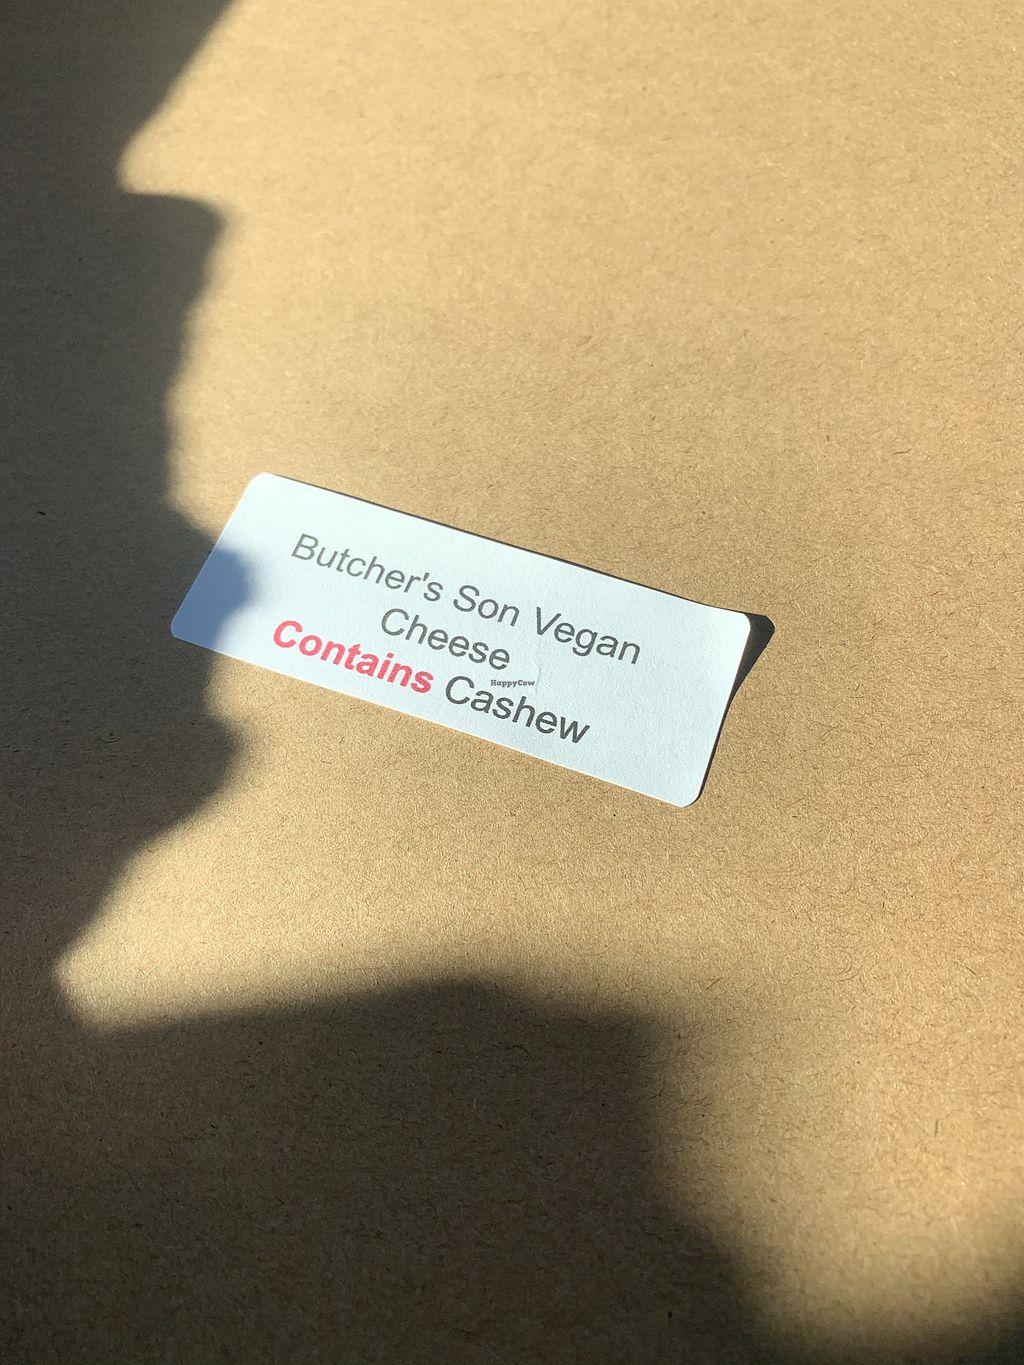 Butcher's Son Vegan
Cheese
Contains Cashew
HappyCow